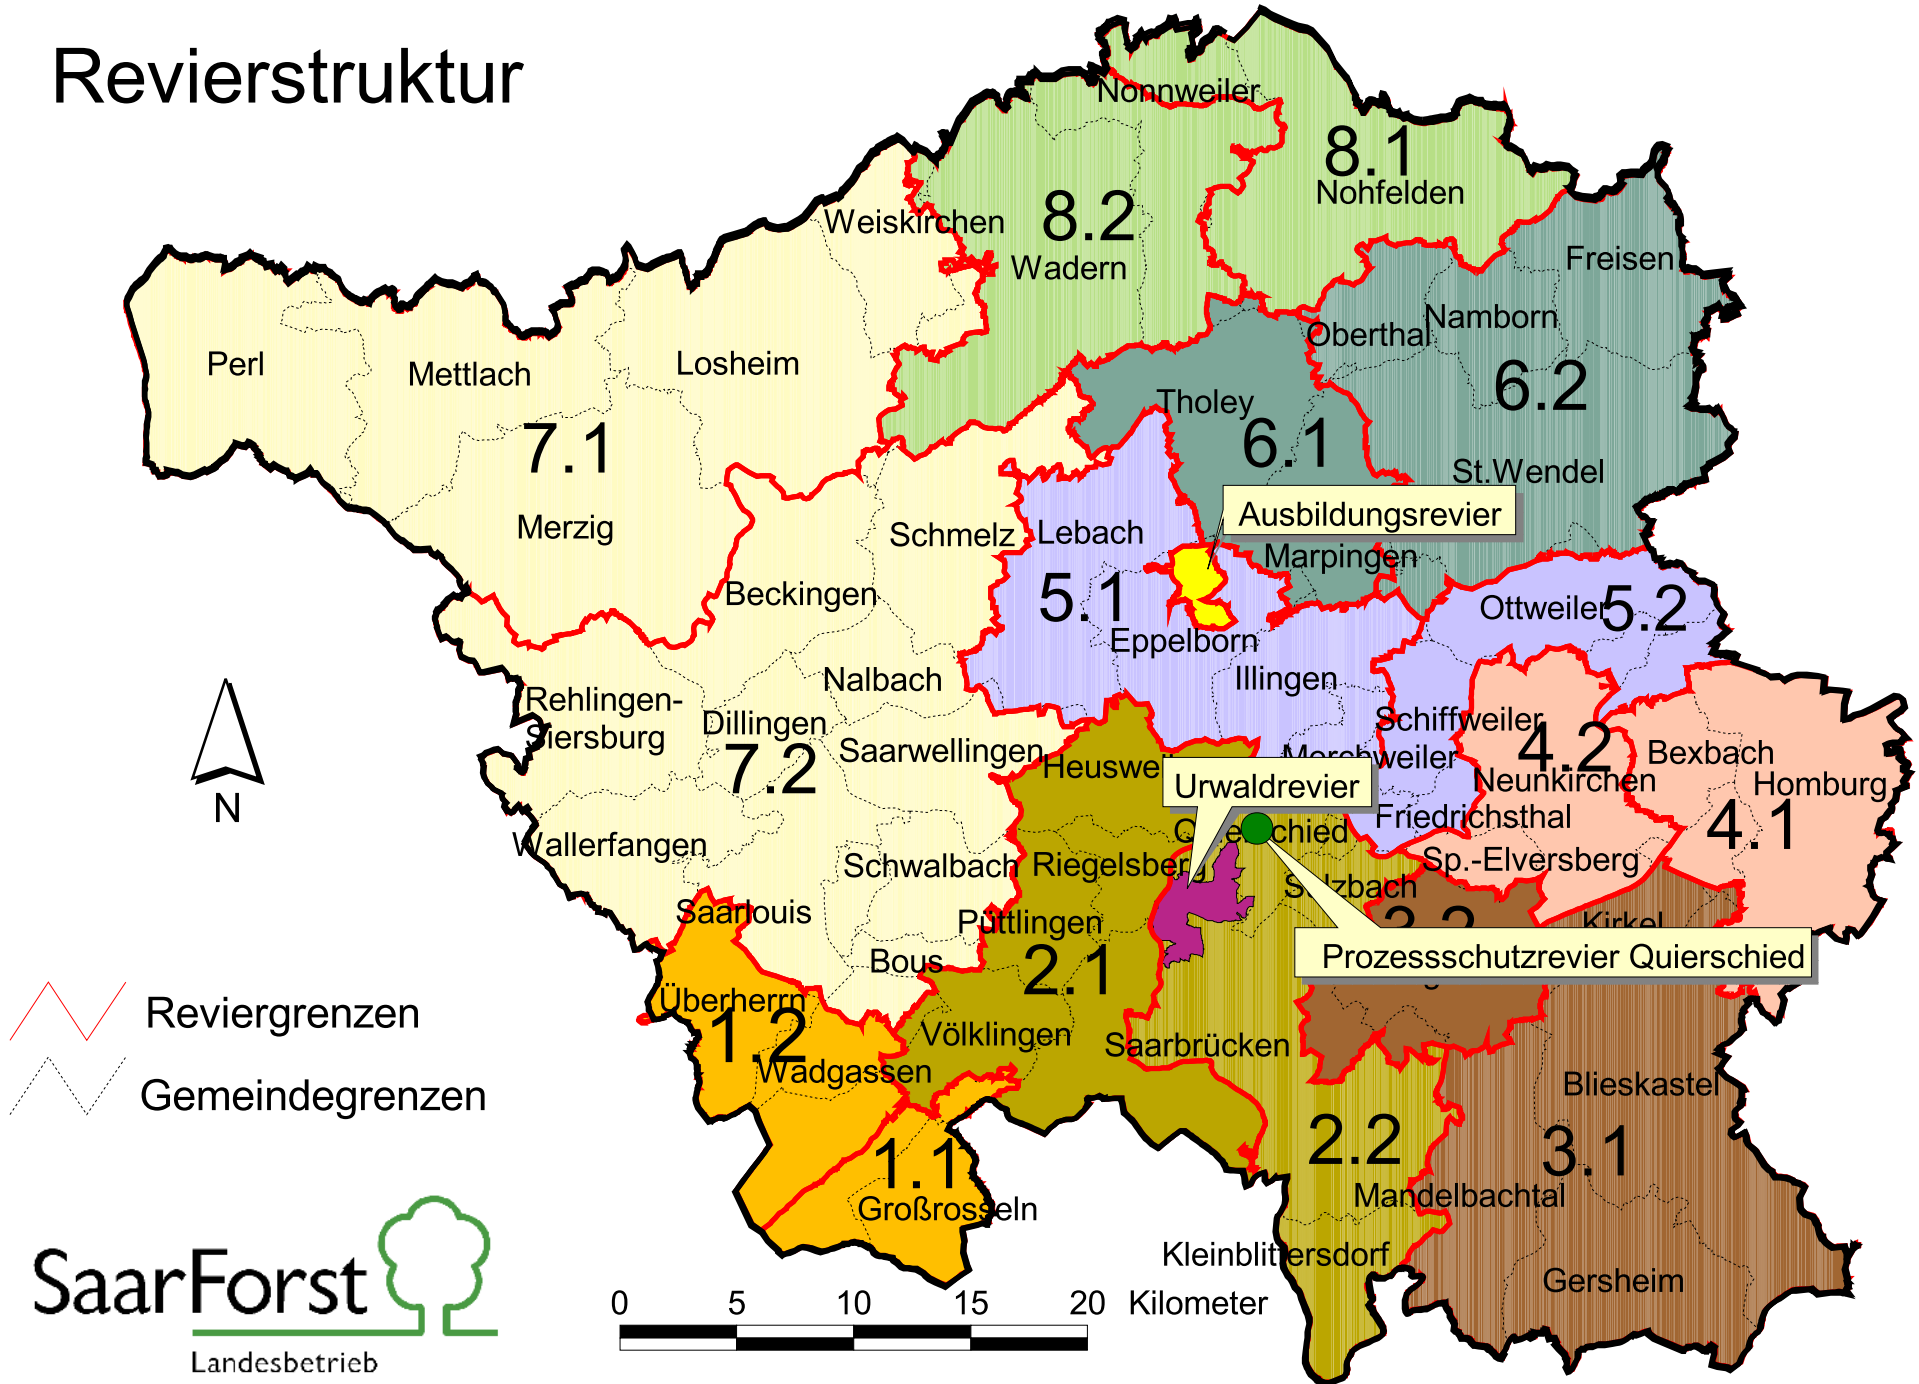 Revierstruktur
Nonnweiler
8.1
Nohfelden
Weiskirchen
8.2
Wadern
Freisen
Perl
Mettlach
Losheim
Oberthal
Namborn
6.2
Tholey
6.1
7.1
St.Wendel
Merzig
Ausbildungsrevier
Schmelz
Lebach
Marpingen
Beckingen
5.1
Ottweiler
5.2
Eppelborn
Nalbach
Illingen
Rehlingen-
Siersburg
Dillingen
7.2
Saarwellingen
Schiffweiler
4.2
Bexbach
Heuswei
Urwaldrevier
Neunkirchen
Homburg
4.1
Friedrichsthal
Wallerfangen
Schwalbach
Riegelsberg
Sp.-Elversberg
Saarlouis
Püttlingen
Kirkel
Bous
2.1
Prozessschutzrevier Quierschied
Überherrn
1.2
Völklingen
Saarbrücken
Wadgassen
Blieskastel
2.2
3.1
1.1
Mandelbachtal
Großrosseln
Kleinblittersdorf
Gersheim
N
Reviergrenzen
Gemeindegrenzen
SaarForst
Landesbetrieb
0 5 10 15 20 Kilometer